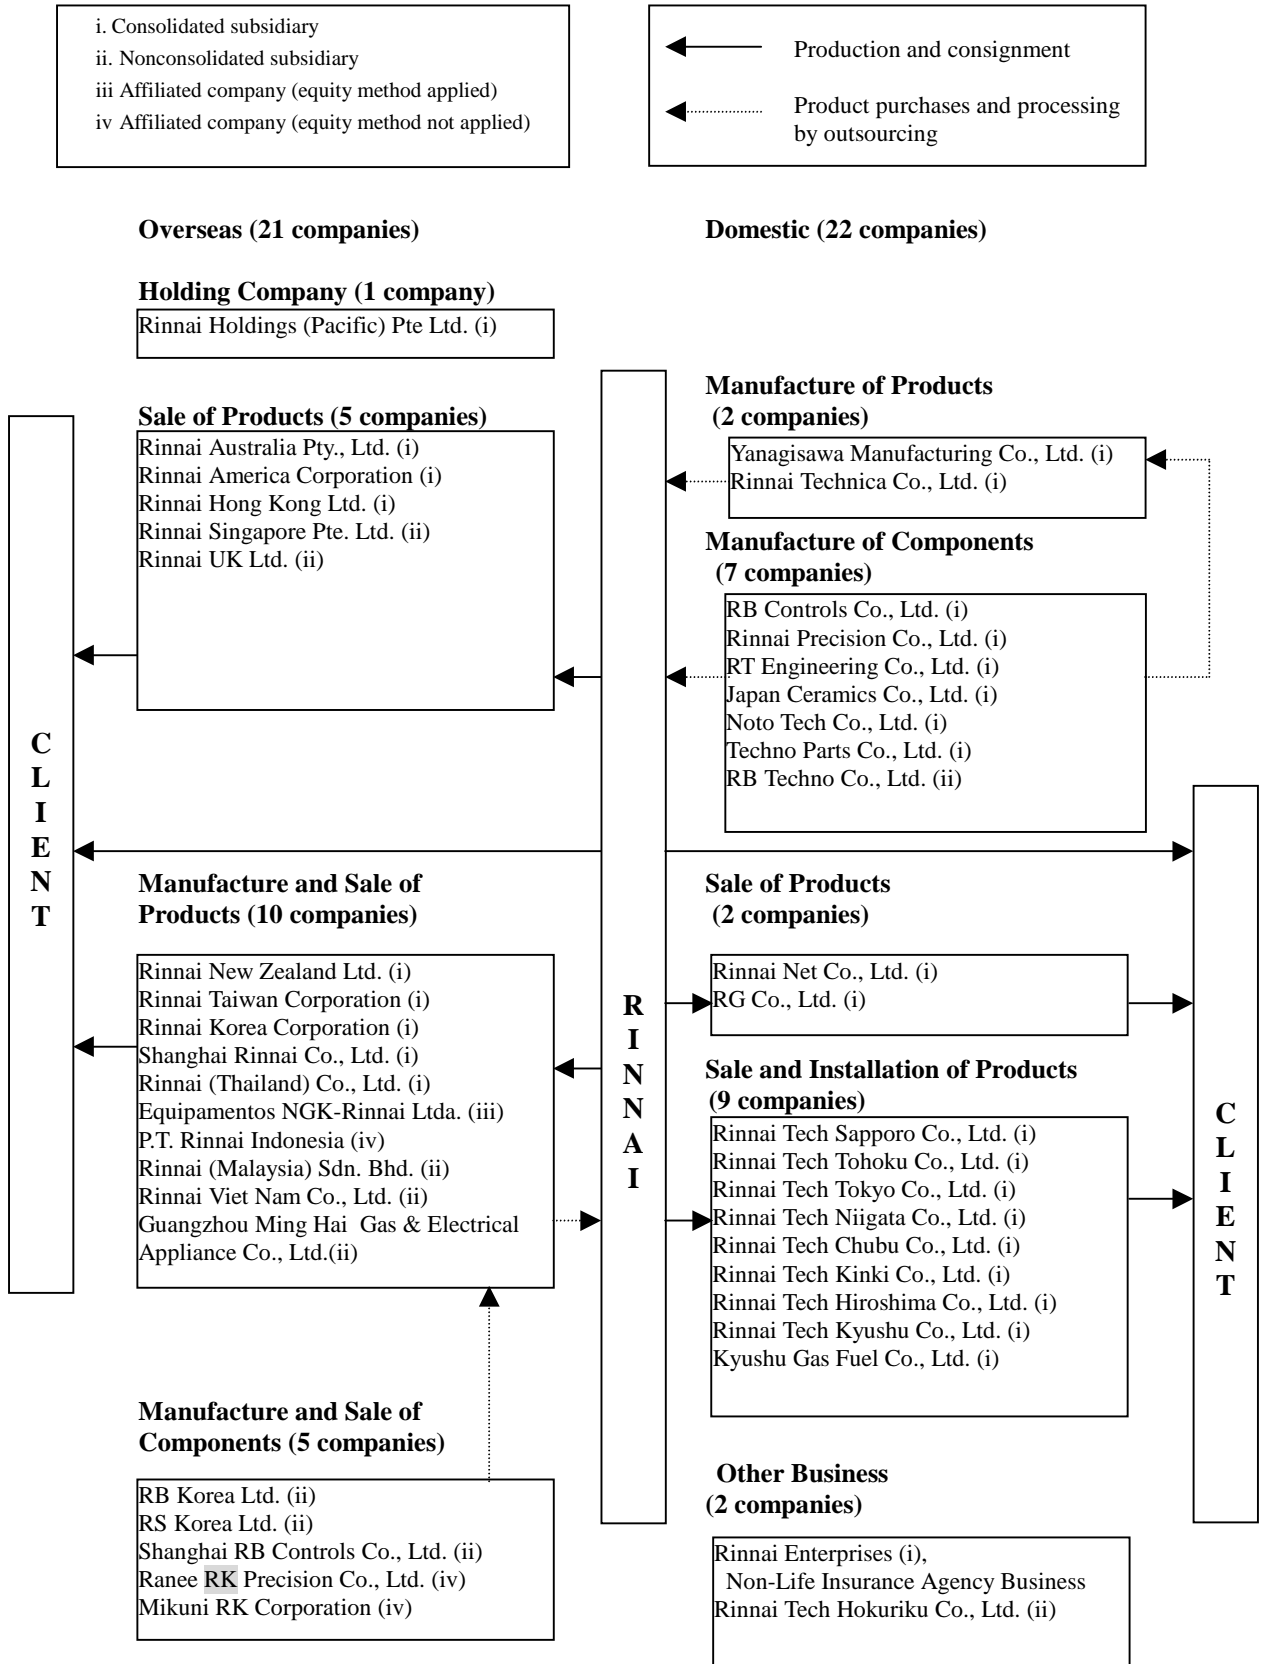 i. Consolidated subsidiary
ii. Nonconsolidated subsidiary
iii Affiliated company (equity method applied)
iv Affiliated company (equity method not applied)
Production and consignment
Product purchases and processing
by outsourcing
Overseas (21 companies)
Holding Company (1 company)
Rinnai Holdings (Pacific) Pte Ltd. (i)
Sale of Products (5 companies)
Rinnai Australia Pty., Ltd. (i)
Rinnai America Corporation (i)
Rinnai Hong Kong Ltd. (i)
Rinnai Singapore Pte. Ltd. (ii)
Rinnai UK Ltd. (ii)
CLIENT
Manufacture and Sale of
Products (10 companies)
Rinnai New Zealand Ltd. (i)
Rinnai Taiwan Corporation (i)
Rinnai Korea Corporation (i)
Shanghai Rinnai Co., Ltd. (i)
Rinnai (Thailand) Co., Ltd. (i)
Equipamentos NGK-Rinnai Ltda. (iii)
P.T. Rinnai Indonesia (iv)
Rinnai (Malaysia) Sdn. Bhd. (ii)
Rinnai Viet Nam Co., Ltd. (ii)
Guangzhou Ming Hai Gas & Electrical
Appliance Co., Ltd.(ii)
Manufacture and Sale of
Components (5 companies)
RB Korea Ltd. (ii)
RS Korea Ltd. (ii)
Shanghai RB Controls Co., Ltd. (ii)
Ranee RK Precision Co., Ltd. (iv)
Mikuni RK Corporation (iv)
RINNAI
Domestic (22 companies)
Manufacture of Products
(2 companies)
Yanagisawa Manufacturing Co., Ltd. (i)
Rinnai Technica Co., Ltd. (i)
Manufacture of Components
(7 companies)
RB Controls Co., Ltd. (i)
Rinnai Precision Co., Ltd. (i)
RT Engineering Co., Ltd. (i)
Japan Ceramics Co., Ltd. (i)
Noto Tech Co., Ltd. (i)
Techno Parts Co., Ltd. (i)
RB Techno Co., Ltd. (ii)
Sale of Products
(2 companies)
Rinnai Net Co., Ltd. (i)
RG Co., Ltd. (i)
Sale and Installation of Products
(9 companies)
Rinnai Tech Sapporo Co., Ltd. (i)
Rinnai Tech Tohoku Co., Ltd. (i)
Rinnai Tech Tokyo Co., Ltd. (i)
Rinnai Tech Niigata Co., Ltd. (i)
Rinnai Tech Chubu Co., Ltd. (i)
Rinnai Tech Kinki Co., Ltd. (i)
Rinnai Tech Hiroshima Co., Ltd. (i)
Rinnai Tech Kyushu Co., Ltd. (i)
Kyushu Gas Fuel Co., Ltd. (i)
Other Business
(2 companies)
Rinnai Enterprises (i),
Non-Life Insurance Agency Business
Rinnai Tech Hokuriku Co., Ltd. (ii)
CLIENT